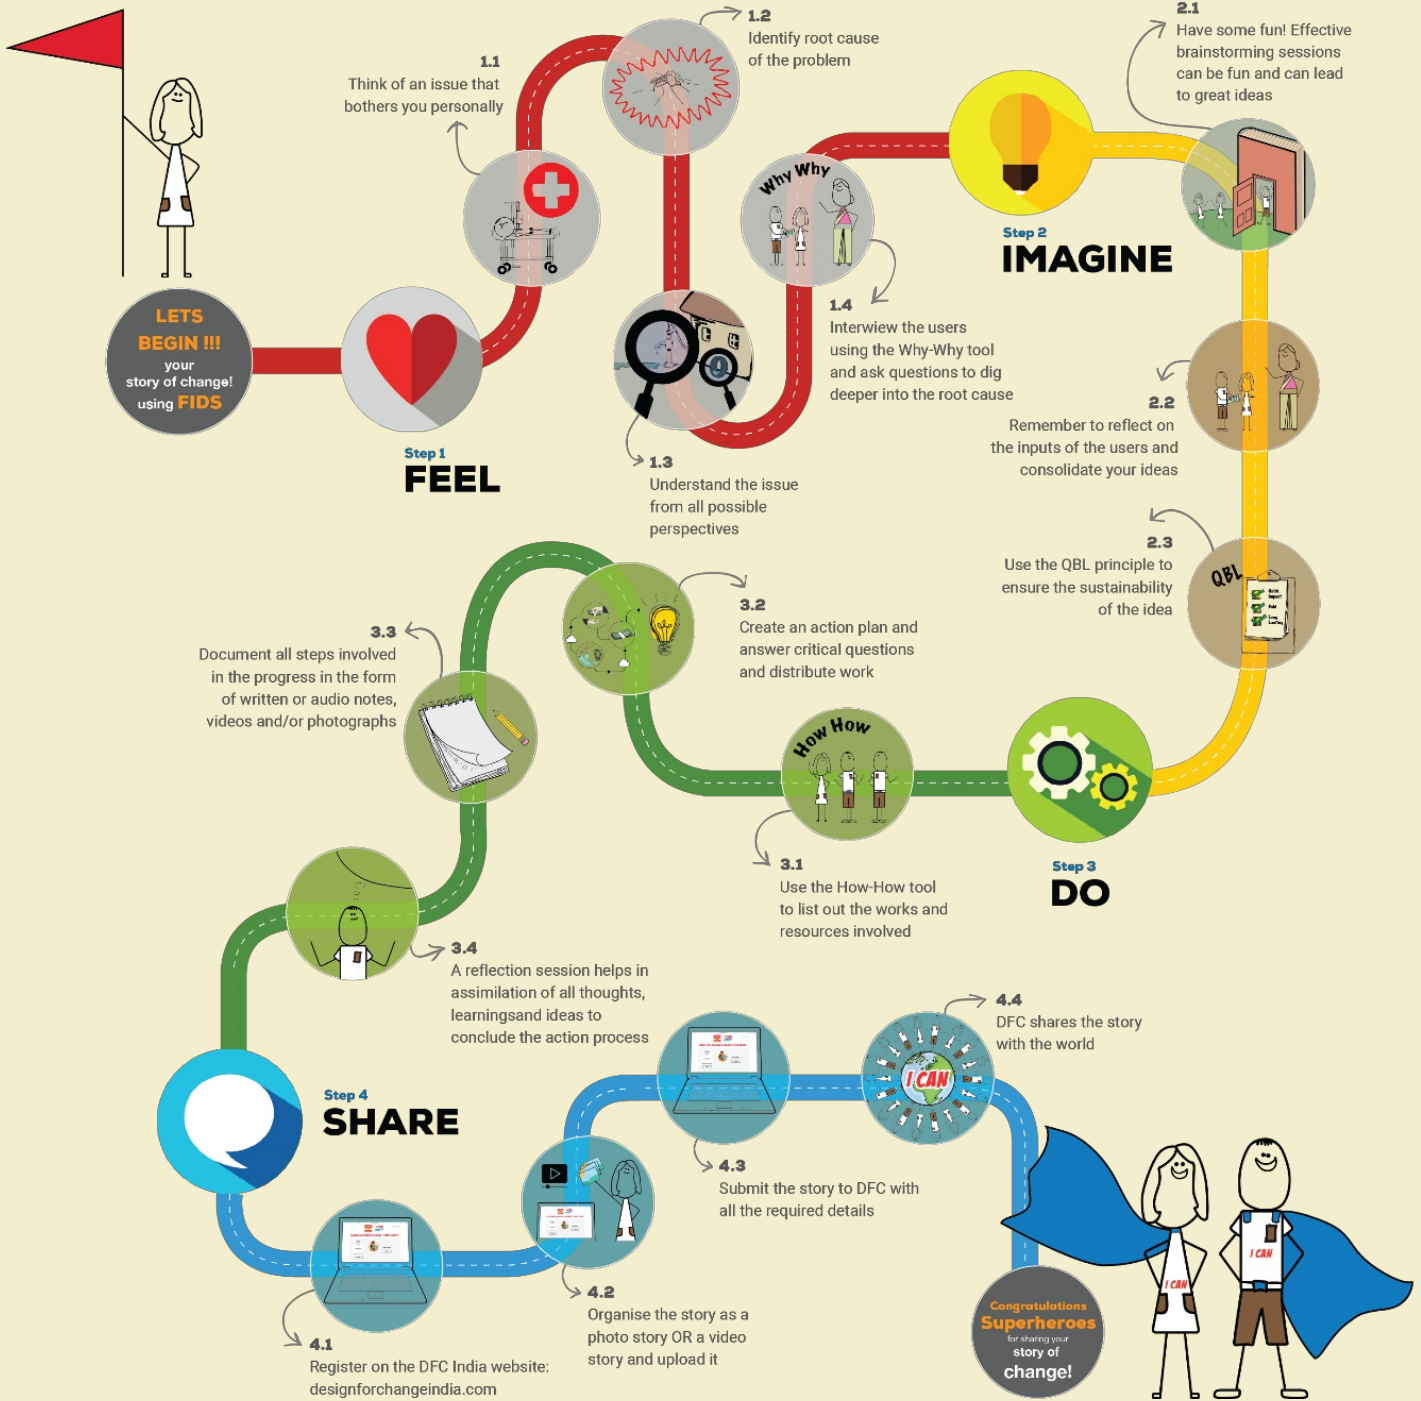 LETS
BEGIN !!!
your
story of change!
using FIDS
Step 1
FEEL
1.1
Think of an issue that
bothers you personally
1.2
Identify root cause
of the problem
1.3
Understand the issue
from all possible
perspectives
Why Why
1.4
Interwiew the users
using the Why-Why tool
and ask questions to dig
deeper into the root cause
Step 2
IMAGINE
2.1
Have some fun! Effective
brainstorming sessions
can be fun and can lead
to great ideas
2.2
Remember to reflect on
the inputs of the users and
consolidate your ideas
2.3
Use the QBL principle to
ensure the sustainability
of the idea
QBL
Step 3
DO
How How
3.1
Use the How-How tool
to list out the works and
resources involved
3.2
Create an action plan and
answer critical questions
and distribute work
3.3
Document all steps involved
in the progress in the form
of written or audio notes,
videos and/or photographs
3.4
A reflection session helps in
assimilation of all thoughts,
learningsand ideas to
conclude the action process
Step 4
SHARE
4.1
Register on the DFC India website:
designforchangeindia.com
4.2
Organise the story as a
photo story OR a video
story and upload it
4.3
Submit the story to DFC with
all the required details
4.4
DFC shares the story
with the world
I CAN
I CAN
I CAN
Congratulations
Superheroes
for sharing your
story of
change!